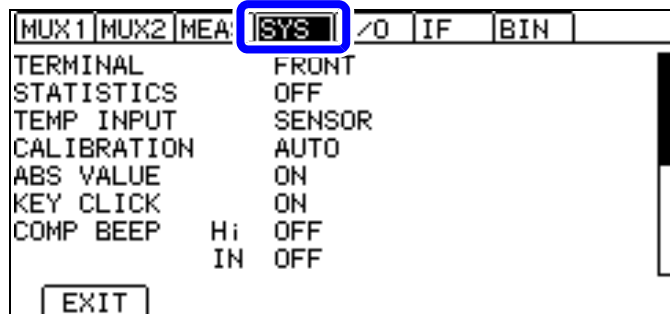 MUX1 MUX2 MEA SYS /O IF BIN
TERMINAL FRONT
STATISTICS OFF
TEMP INPUT SENSOR
CALIBRATION AUTO
ABS VALUE ON
KEY CLICK ON
COMP BEEP Hi OFF
IN OFF
EXIT